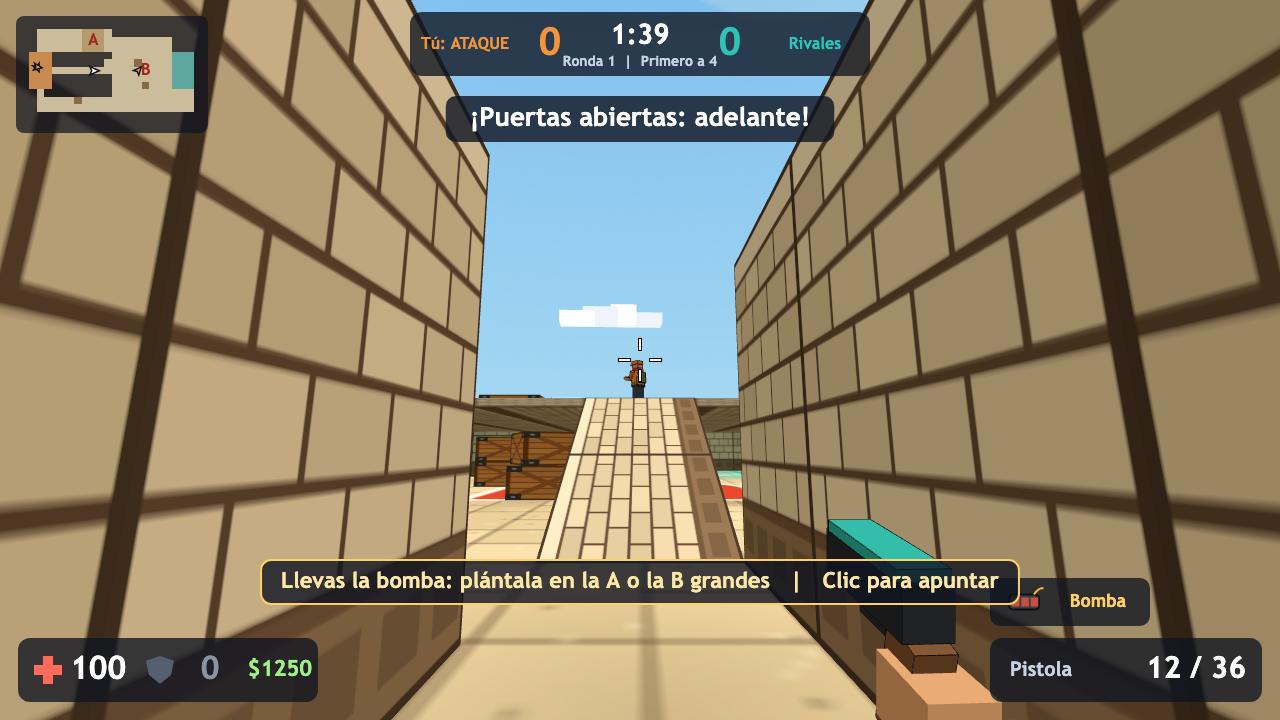 A
B
Tú: ATAQUE 0 1:39 0 Rivales
Ronda 1 | Primero a 4
¡Puertas abiertas: adelante!
Llevas la bomba: plántala en la A o la B grandes | Clic para apuntar
Bomba
100 0 $1250
Pistola 12 / 36